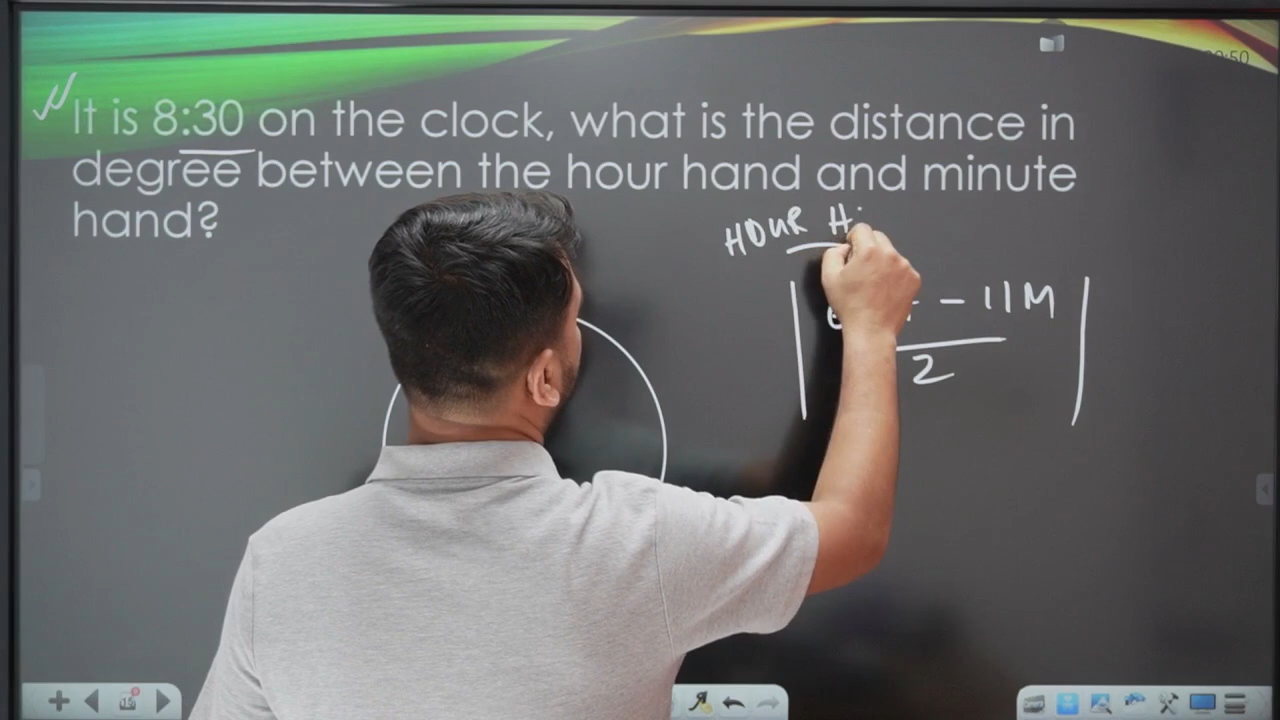 It is 8:30 on the clock, what is the distance in
degree between the hour hand and minute
hand?
HOUR H
- 11M
2